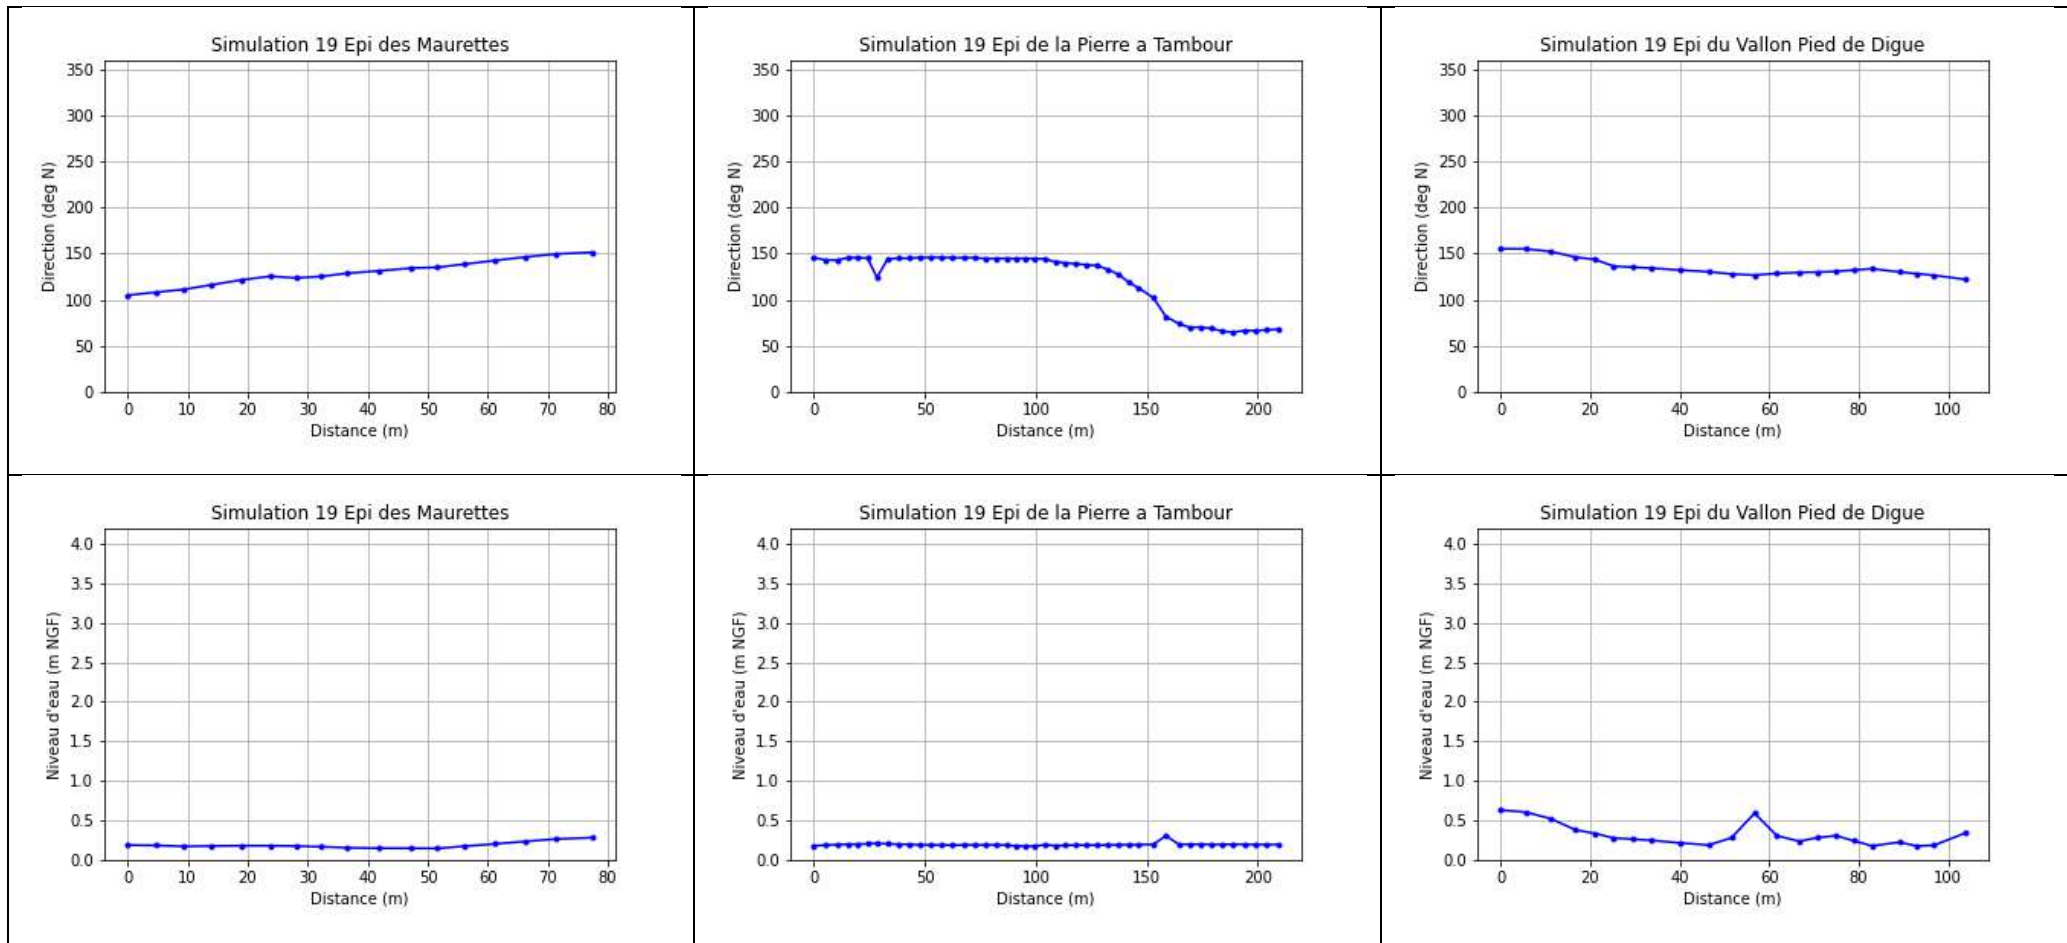 Simulation 19 Epi des Maurettes
350
300
250
200
150
100
50
0
Direction (deg N)
0 10 20 30 40 50 60 70 80
Distance (m)
Simulation 19 Epi de la Pierre a Tambour
350
300
250
200
150
100
50
0
Direction (deg N)
0 50 100 150 200
Distance (m)
Simulation 19 Epi du Vallon Pied de Digue
350
300
250
200
150
100
50
0
Direction (deg N)
0 20 40 60 80 100
Distance (m)
Simulation 19 Epi des Maurettes
4.0
3.5
3.0
2.5
2.0
1.5
1.0
0.5
0.0
Niveau d'eau (m NGF)
0 10 20 30 40 50 60 70 80
Distance (m)
Simulation 19 Epi de la Pierre a Tambour
4.0
3.5
3.0
2.5
2.0
1.5
1.0
0.5
0.0
Niveau d'eau (m NGF)
0 50 100 150 200
Distance (m)
Simulation 19 Epi du Vallon Pied de Digue
4.0
3.5
3.0
2.5
2.0
1.5
1.0
0.5
0.0
Niveau d'eau (m NGF)
0 20 40 60 80 100
Distance (m)